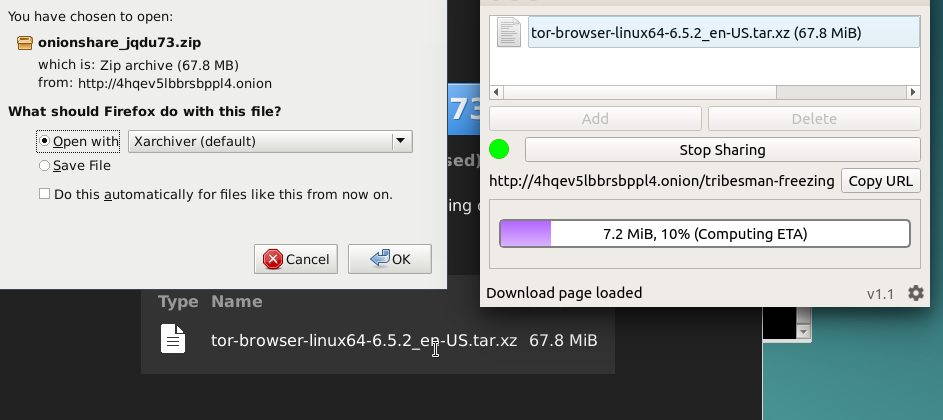 You have chosen to open:
onionshare_jqdu73.zip
which is: Zip archive (67.8 MB)
from: http://4hqev5lbbrsbppl4.onion
What should Firefox do with this file?
Open with
Xarchiver (default)
Save File
Do this automatically for files like this from now on.
Cancel
OK
73
sed)
ing
Type Name
tor-browser-linux64-6.5.2_en-US.tar.xz 67.8 MiB
tor-browser-linux64-6.5.2_en-US.tar.xz (67.8 MiB)
Add
Delete
Stop Sharing
http://4hqev5lbbrsbppl4.onion/tribesman-freezing
Copy URL
7.2 MiB, 10% (Computing ETA)
Download page loaded
v1.1